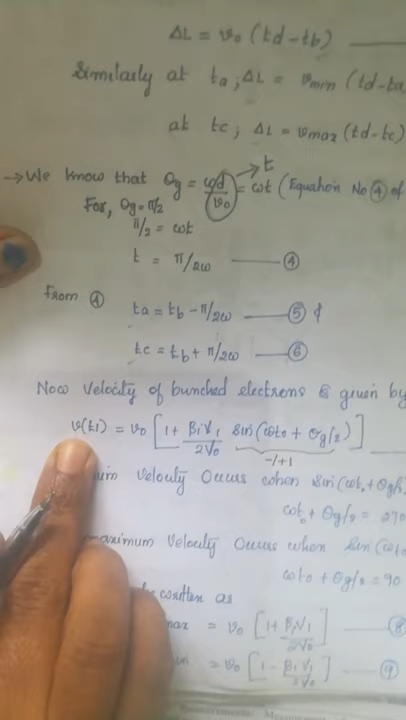 ΔL = v₀ (td - tb)
Similarly at ta, ΔL = vmin (td - ta
at tc, ΔL = vmax (td - tc)
→ We know that θg = ωd/v₀ = ωt (Equation No ④ of
t
For, θg = π/2
π/2 = ωt
t = π/2ω ④
from ④
ta = tb - π/2ω ⑤ &
tc = tb + π/2ω ⑥
Now Velocity of bunched electrons is given by
v(t1) = v₀ [1 + βiV₁/2V₀ sin(ωt₀ + θg/2)]
-1/+1
Velocity Occurs when Sin(ωt₀ + θg/
ωt₀ + θg/2 = 270
maximum Velocity Occurs when Sin(ωt₀
ωt₀ + θg/2 = 90
written as
max = v₀ [1 + βiV₁/2V₀] ⑧
= v₀ [1 - βiV₁/2V₀] ⑨